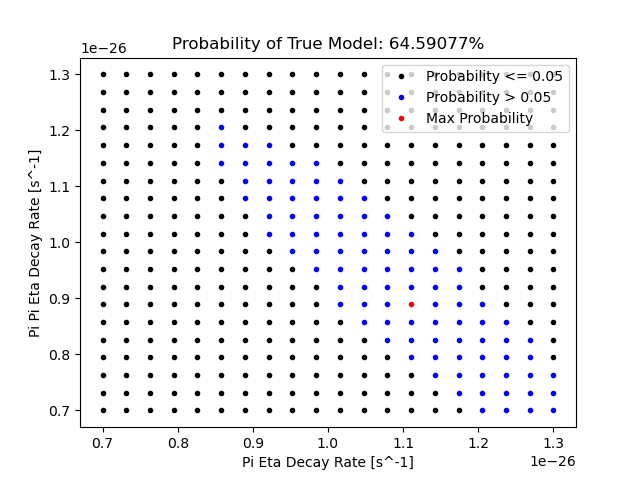 Probability of True Model: 64.59077%
1e−26
Probability <= 0.05
Probability > 0.05
Max Probability
1.3
1.2
1.1
1.0
0.9
0.8
0.7
Pi Pi Eta Decay Rate [s^-1]
0.7 0.8 0.9 1.0 1.1 1.2 1.3
Pi Eta Decay Rate [s^-1]
1e−26